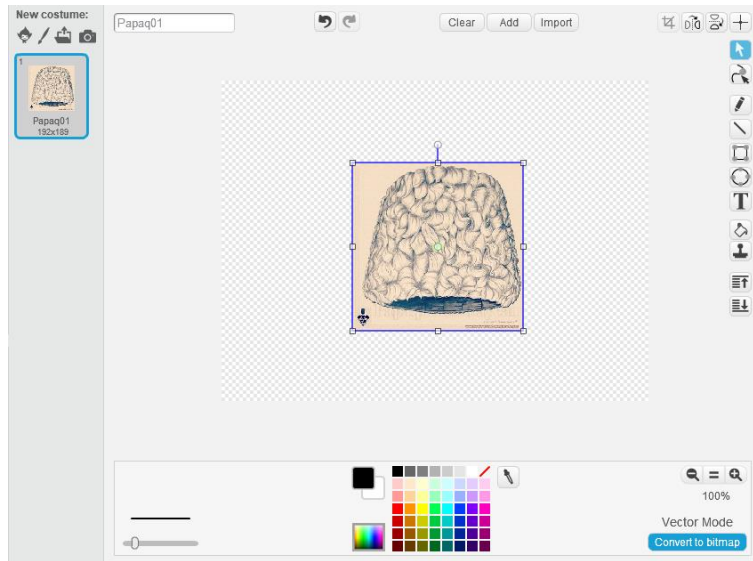 New costume:
Papaq01
Clear Add Import
1
Papaq01
192x189
T
100%
Vector Mode
Convert to bitmap